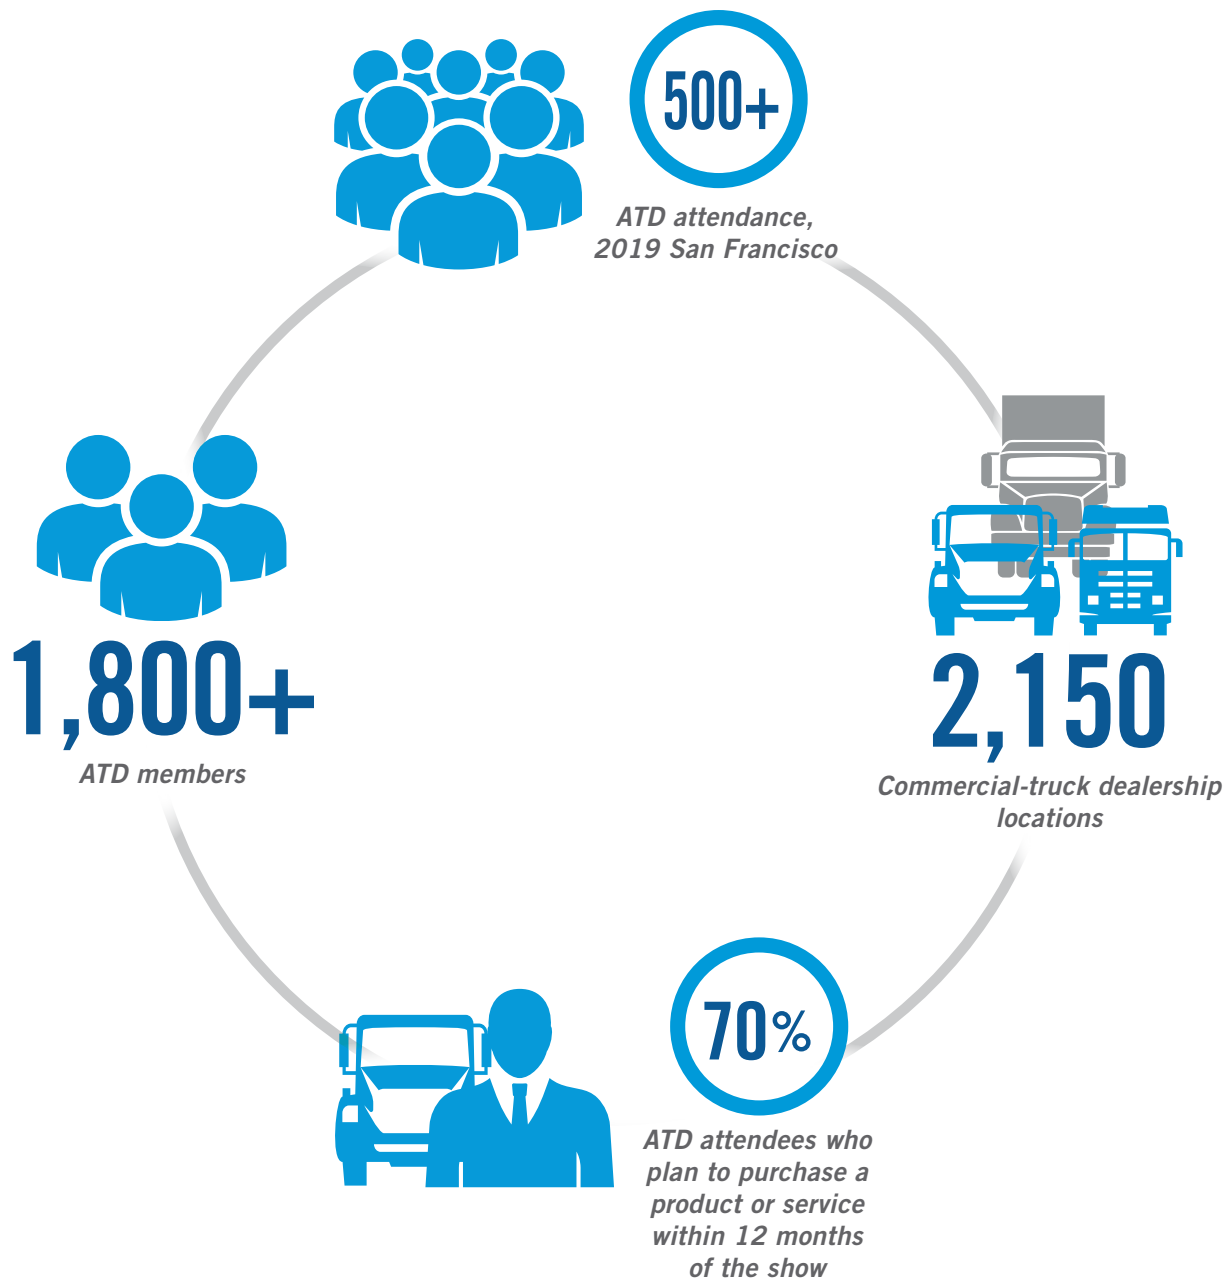 500+
ATD attendance,
2019 San Francisco
1,800+
ATD members
2,150
Commercial-truck dealership
locations
70%
ATD attendees who
plan to purchase a
product or service
within 12 months
of the show